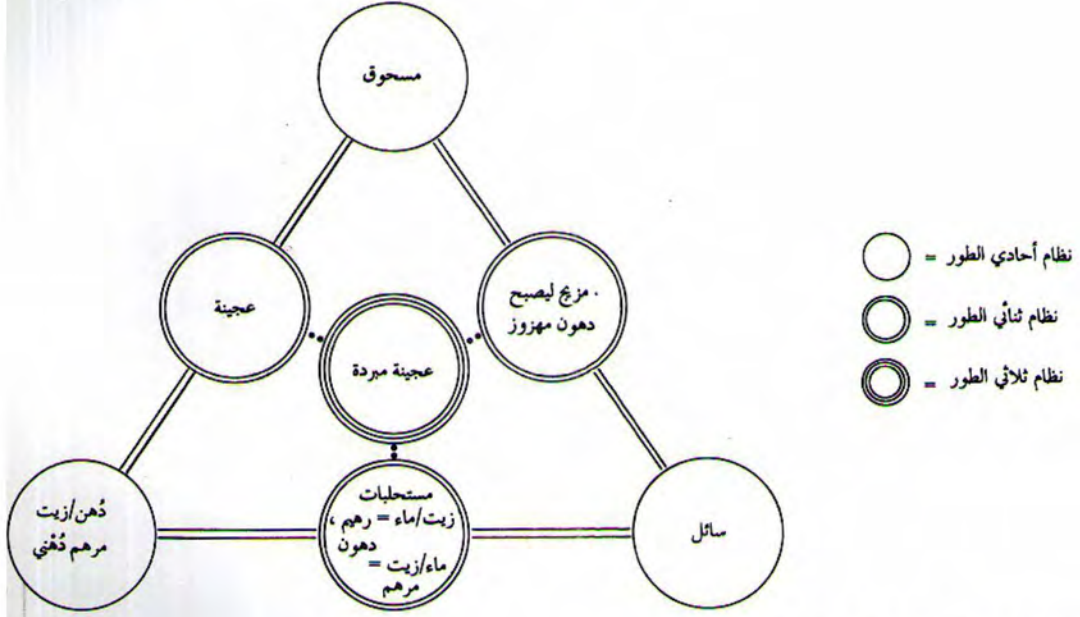 مسحوق
عجينة
. مزيج ليصبح
دهون مهزوز
عجينة مبردة
دُهن/زيت
مرهم دُهْني
مستحلبات
زيت/ماء = رهيم ،
دهون
ماء/زيت =
مرهم
سائل
نظام أحادي الطور =
نظام ثنائي الطور =
نظام ثلاثي الطور =